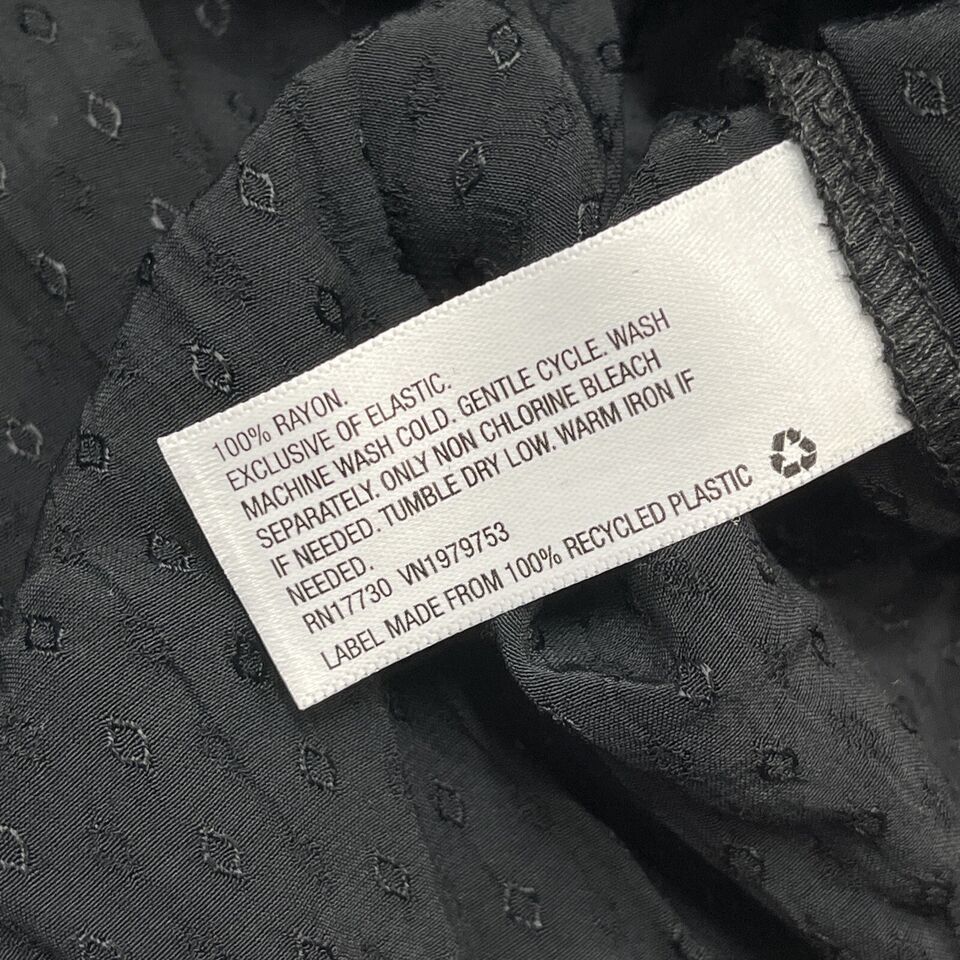 100% RAYON.
EXCLUSIVE OF ELASTIC.
MACHINE WASH COLD. GENTLE CYCLE. WASH
SEPARATELY. ONLY NON CHLORINE BLEACH
IF NEEDED. TUMBLE DRY LOW. WARM IRON IF
NEEDED.
RN17730 VN1979753
LABEL MADE FROM 100% RECYCLED PLASTIC